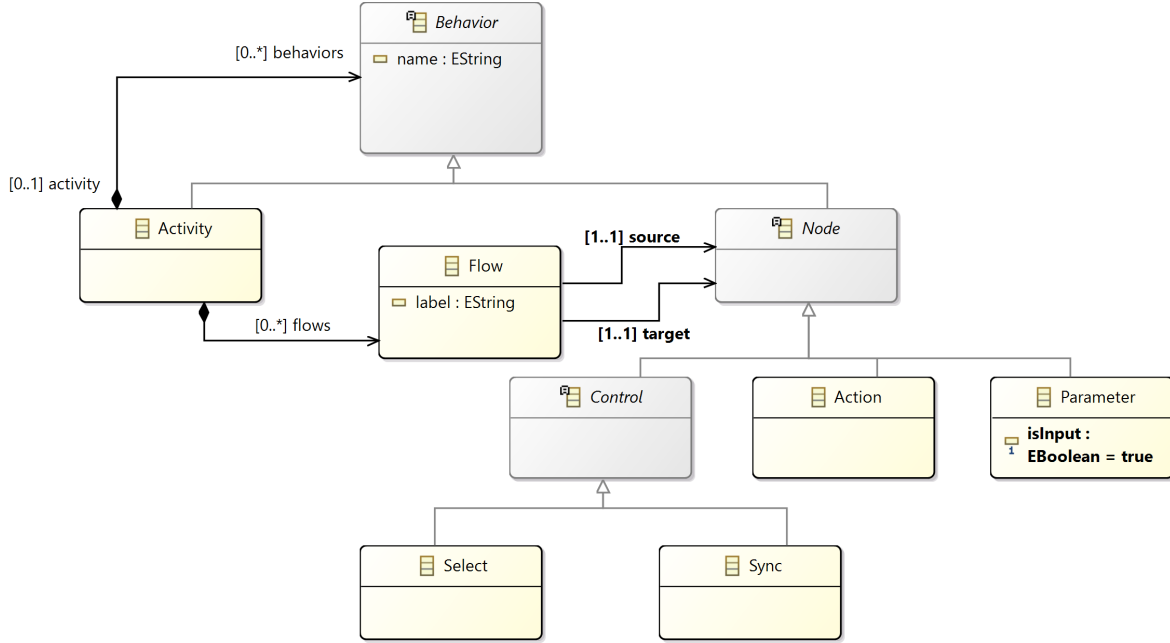 Behavior
name : EString
[0..*] behaviors
[0..1] activity
Activity
Node
[1..1] source
Flow
label : EString
[0..*] flows
[1..1] target
Control
Action
Parameter
isInput :
EBoolean = true
Select
Sync